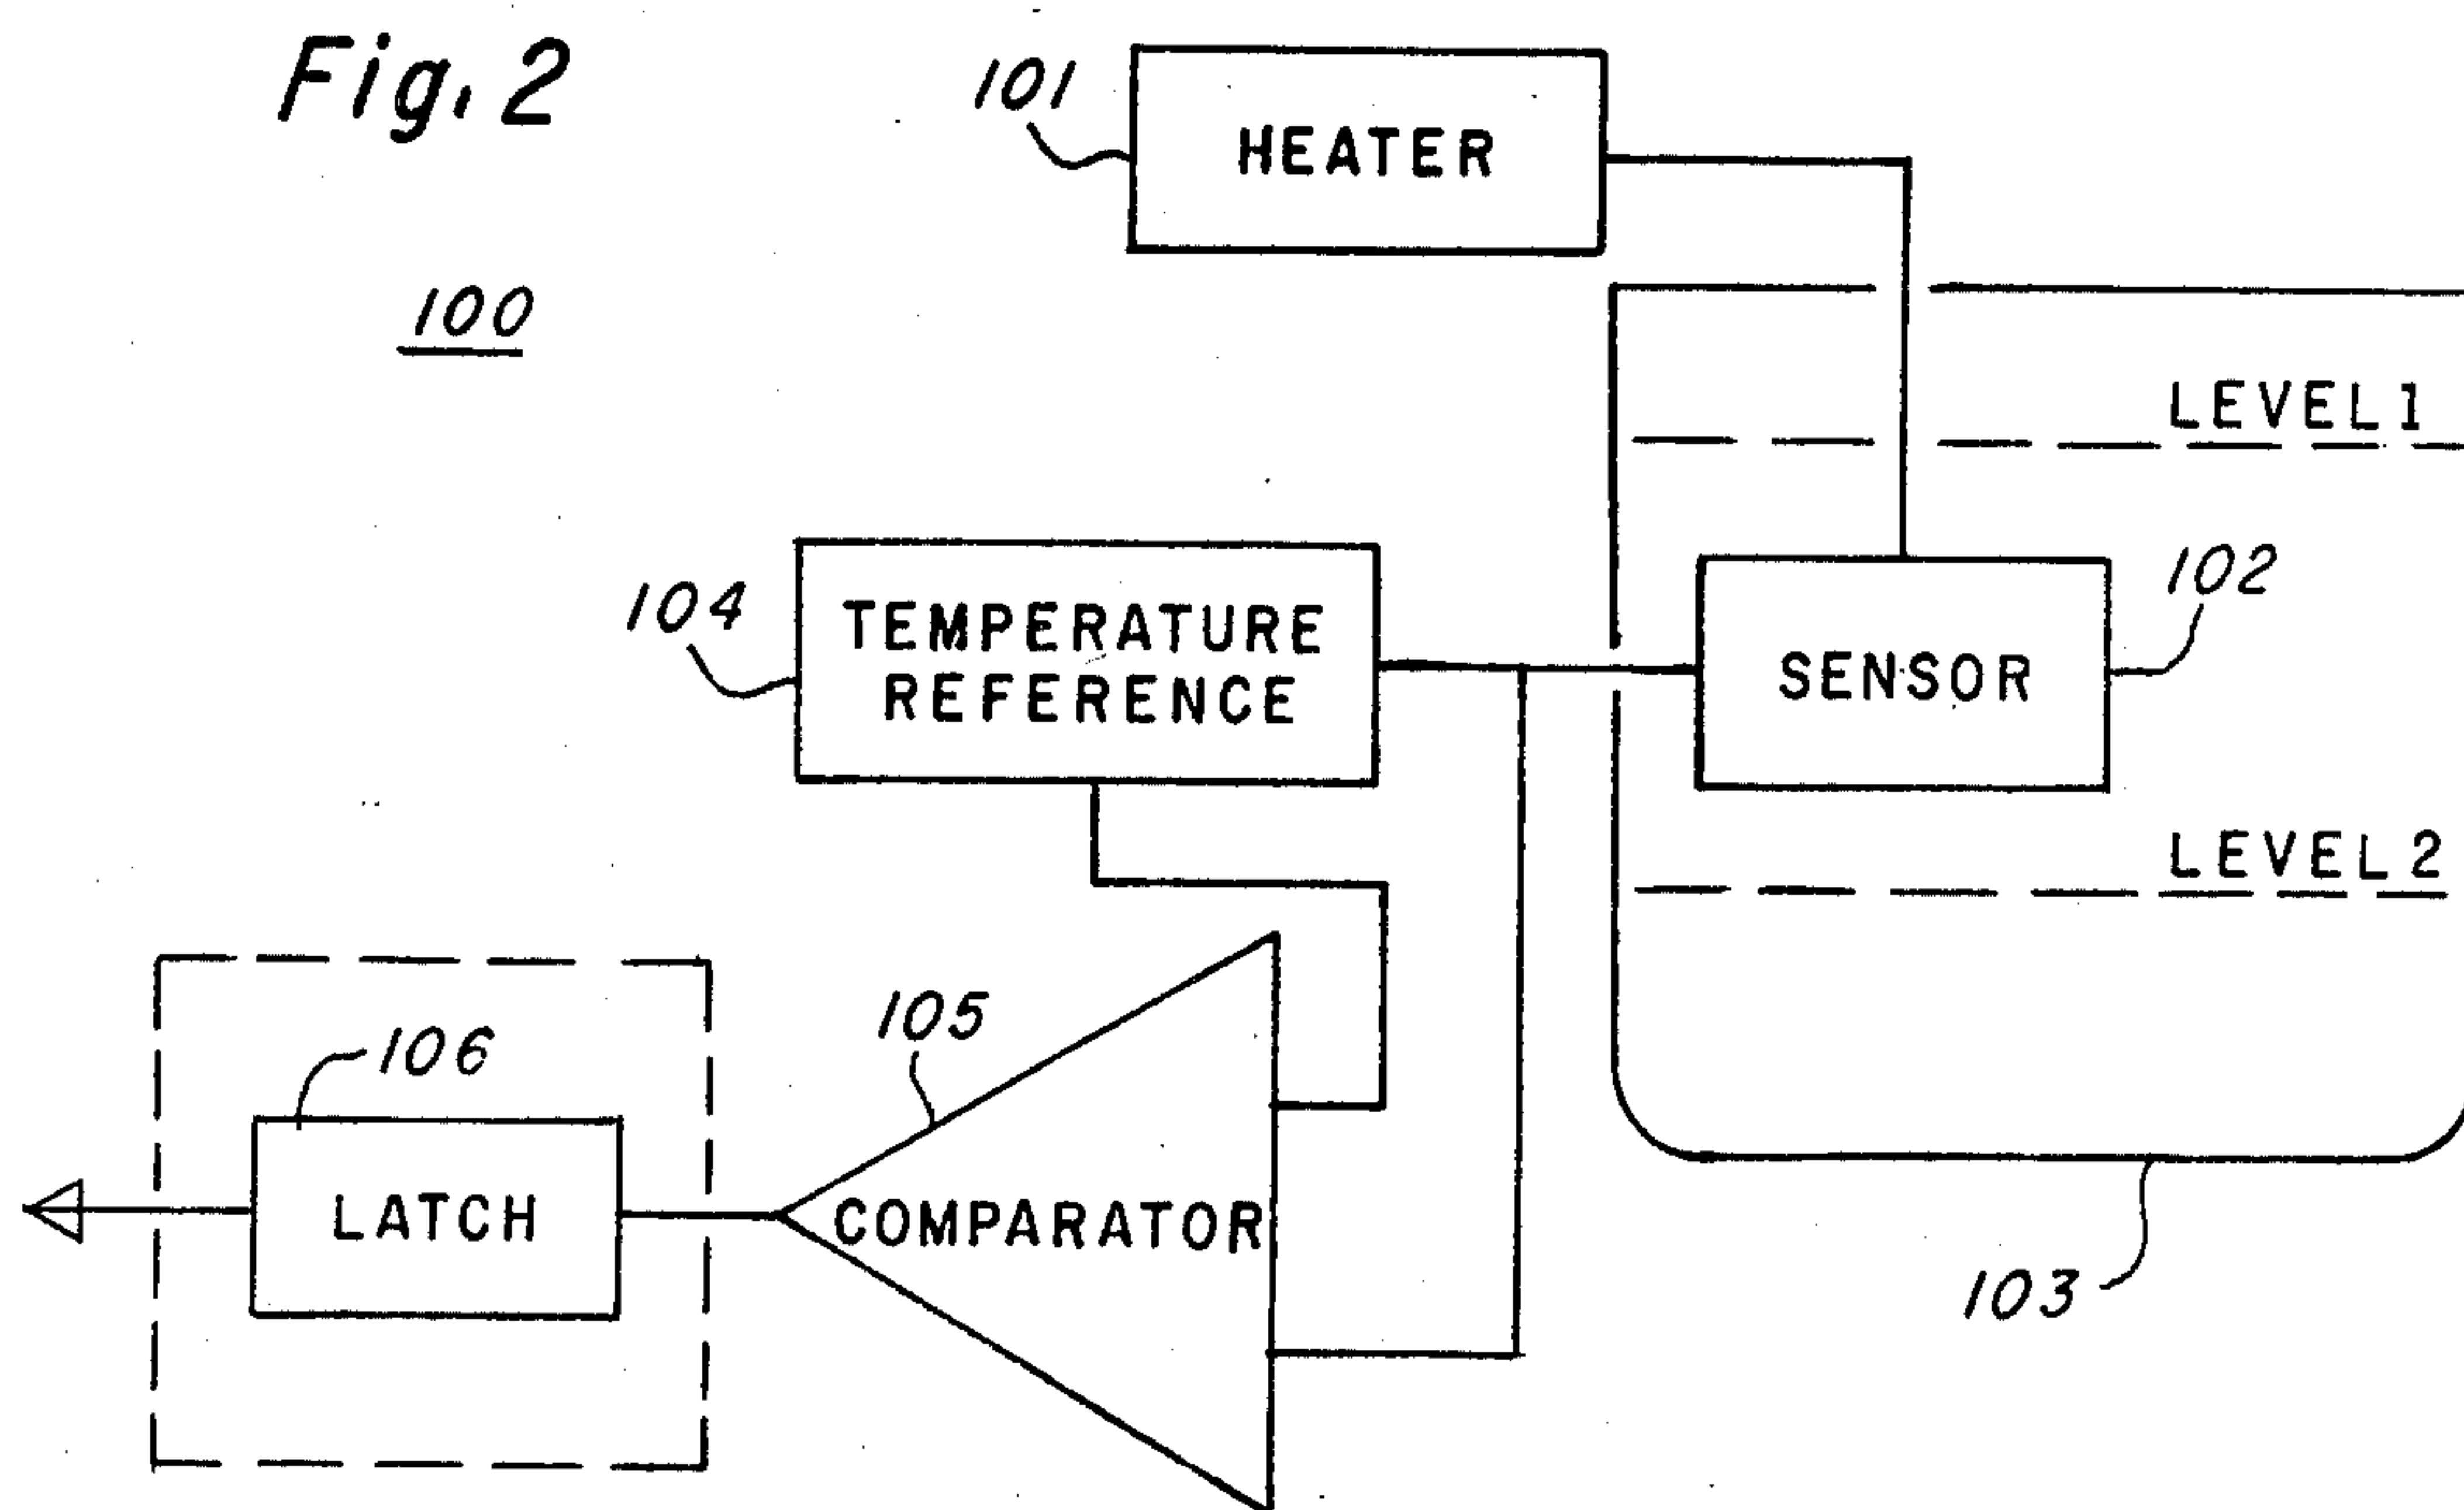 Fig. 2
101
HEATER
100
LEVEL 1
104
TEMPERATURE
REFERENCE
102
SENSOR
LEVEL 2
106
105
LATCH
COMPARATOR
103